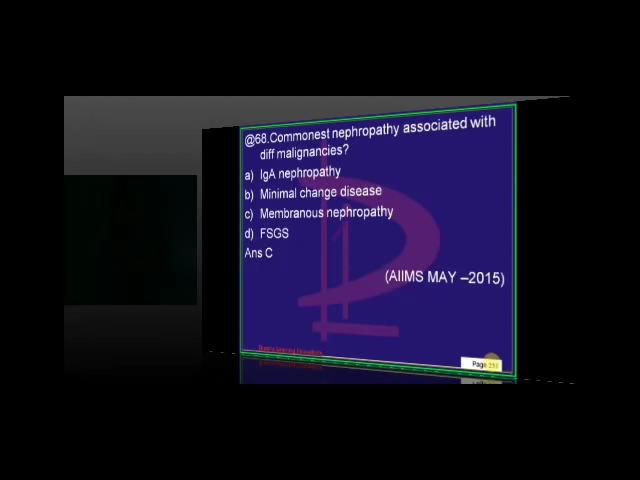 @68.Commonest nephropathy associated with
diff malignancies?
a) IgA nephropathy
b) Minimal change disease
c) Membranous nephropathy
d) FSGS
Ans C
(AIIMS MAY –2015)
Page